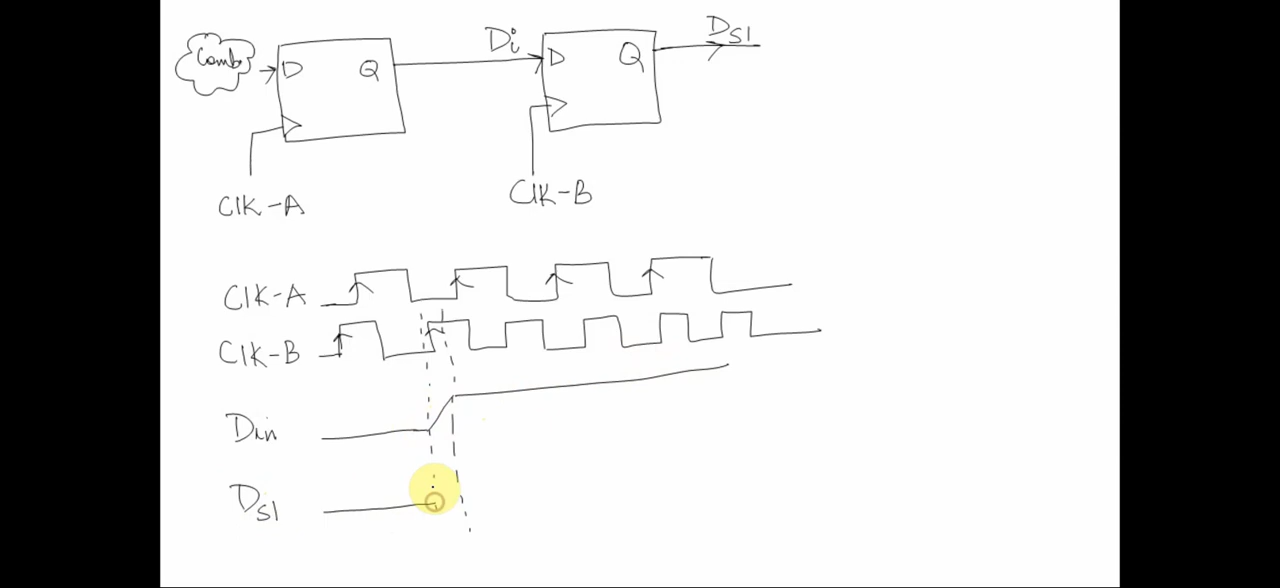 Comb
D Q
Di
D Q
DS1
Clk-A
Clk-B
Clk-A
Clk-B
Din
DS1